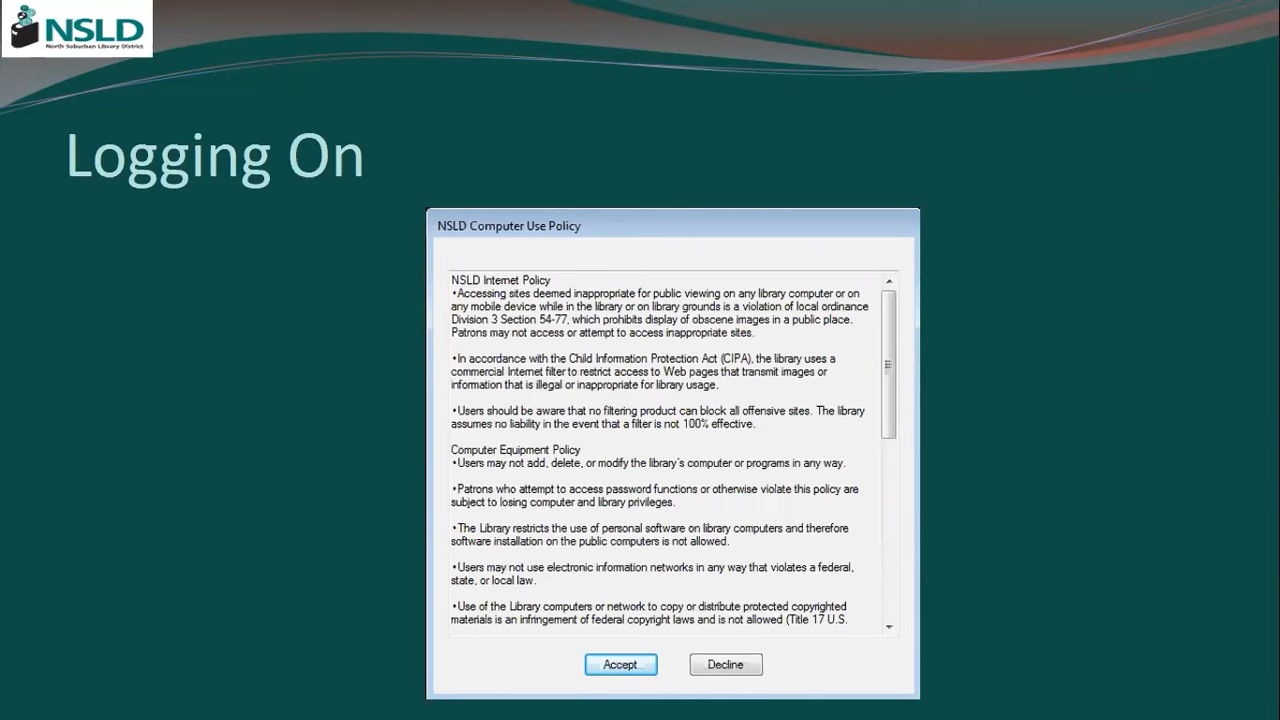 NSLD
North Suburban Library District
Logging On
NSLD Computer Use Policy
NSLD Internet Policy
•Accessing sites deemed inappropriate for public viewing on any library computer or on
any mobile device while in the library or on library grounds is a violation of local ordinance
Division 3 Section 54-77, which prohibits display of obscene images in a public place.
Patrons may not access or attempt to access inappropriate sites.
•In accordance with the Child Information Protection Act (CIPA), the library uses a
commercial Internet filter to restrict access to Web pages that transmit images or
information that is illegal or inappropriate for library usage.
•Users should be aware that no filtering product can block all offensive sites. The library
assumes no liability in the event that a filter is not 100% effective.
Computer Equipment Policy
•Users may not add, delete, or modify the library's computer or programs in any way.
•Patrons who attempt to access password functions or otherwise violate this policy are
subject to losing computer and library privileges.
•The Library restricts the use of personal software on library computers and therefore
software installation on the public computers is not allowed.
•Users may not use electronic information networks in any way that violates a federal,
state, or local law.
•Use of the Library computers or network to copy or distribute protected copyrighted
materials is an infringement of federal copyright laws and is not allowed (Title 17 U.S.
Accept
Decline